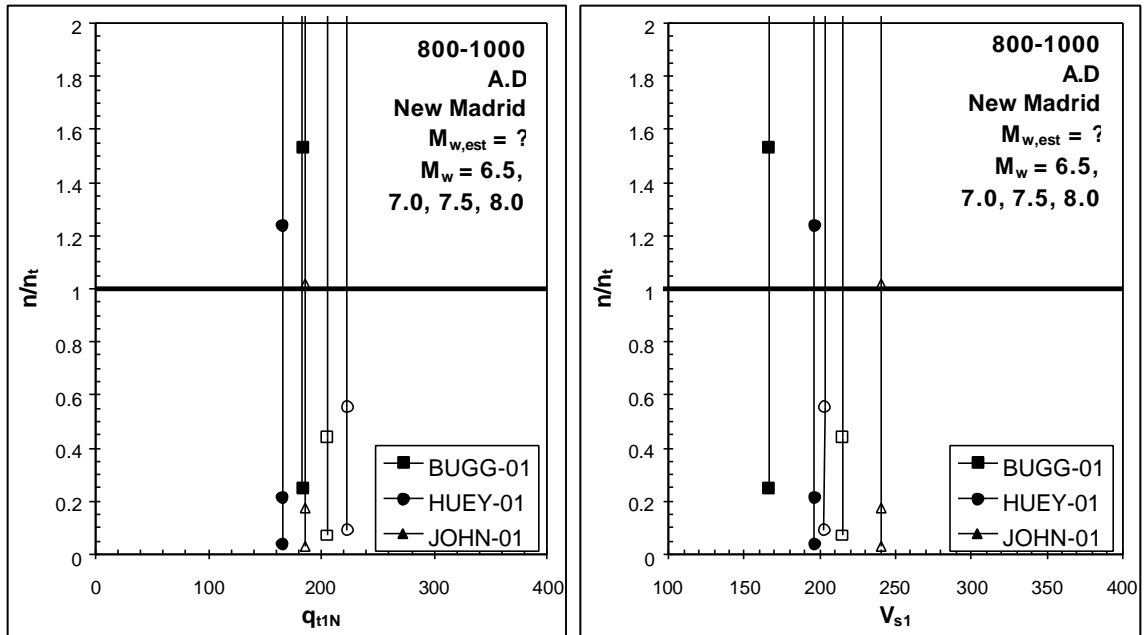 2
1.8
1.6
1.4
1.2
1
0.8
0.6
0.4
0.2
0
n/nt
800-1000
A.D
New Madrid
Mw,est = ?
Mw = 6.5,
7.0, 7.5, 8.0
BUGG-01
HUEY-01
JOHN-01
0 100 200 300 400
qt1N
2
1.8
1.6
1.4
1.2
1
0.8
0.6
0.4
0.2
0
n/nt
800-1000
A.D
New Madrid
Mw,est = ?
Mw = 6.5,
7.0, 7.5, 8.0
BUGG-01
HUEY-01
JOHN-01
100 150 200 250 300 350 400
Vs1